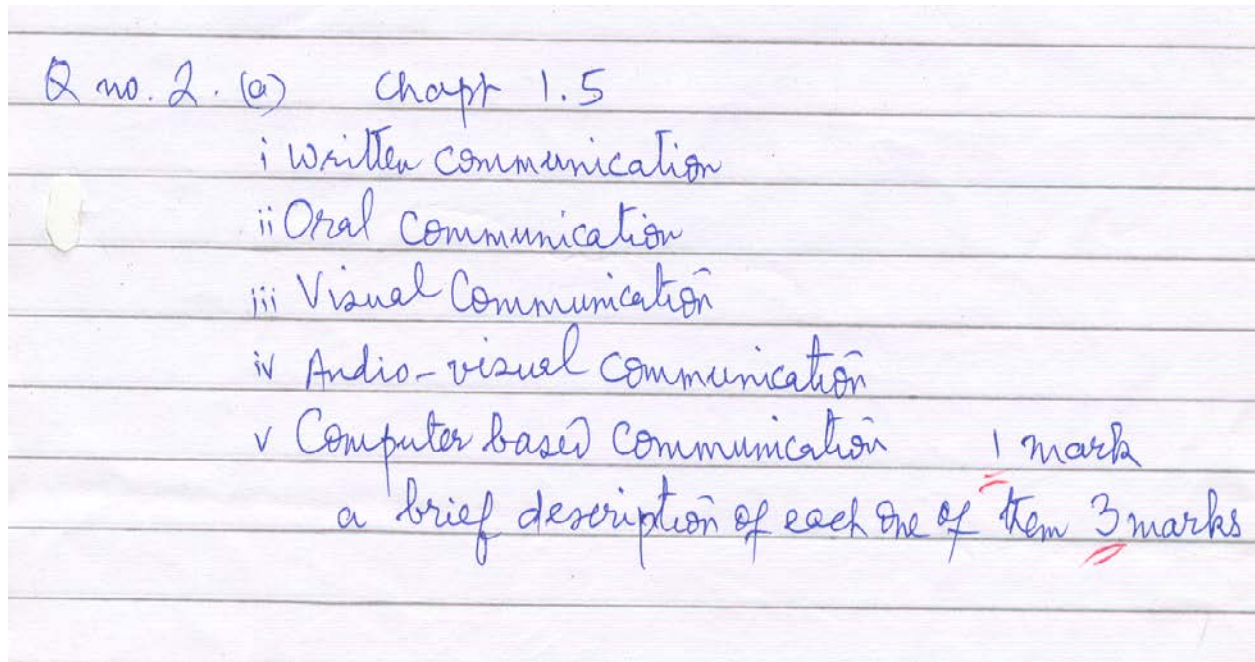 Q no. 2. (a) Chapt 1.5
i Written communication
ii Oral Communication
iii Visual Communication
iv Audio-visual communication
v Computer based Communication 1 mark
a brief description of each one of them 3 marks